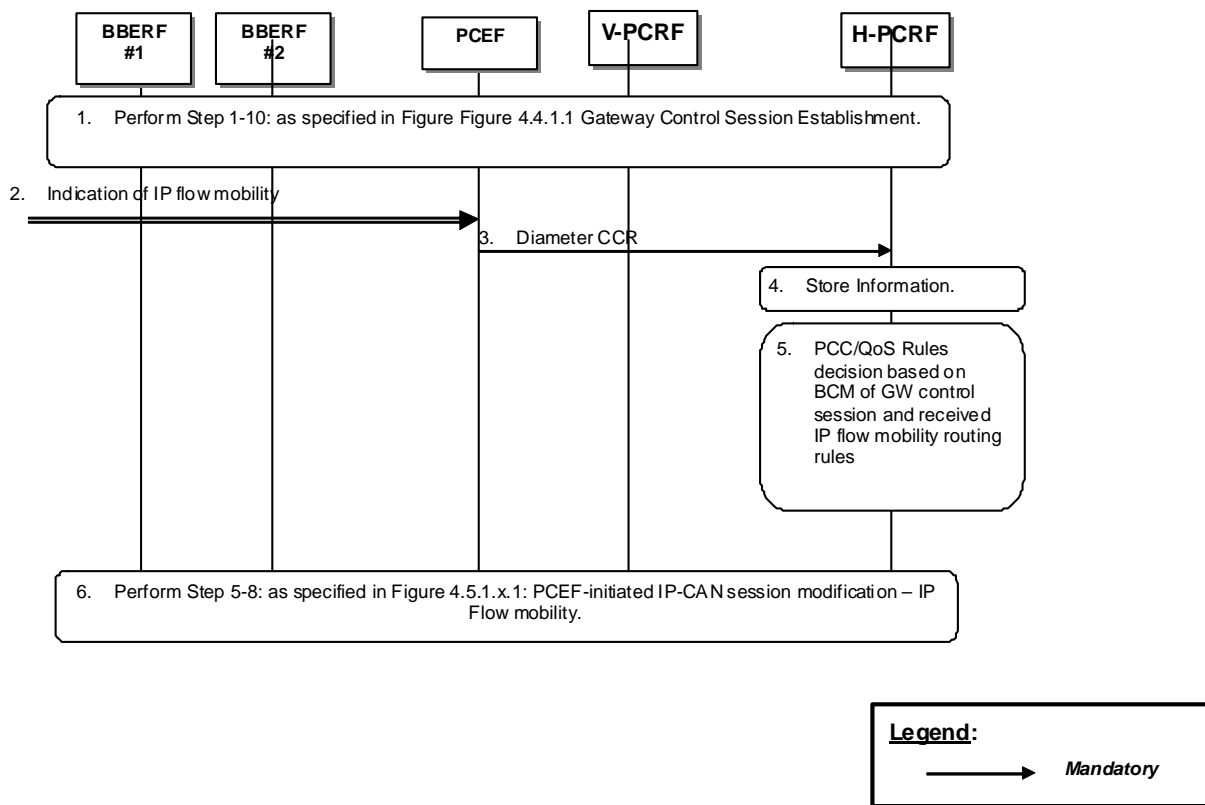 BBERF
#1
BBERF
#2
PCEF
V-PCRF
H-PCRF
1. Perform Step 1-10: as specified in Figure Figure 4.4.1.1 Gateway Control Session Establishment.
2. Indication of IP flow mobility
3. Diameter CCR
4. Store Information.
5. PCC/QoS Rules
decision based on
BCM of GW control
session and received
IP flow mobility routing
rules
6. Perform Step 5-8: as specified in Figure 4.5.1.x.1: PCEF-initiated IP-CAN session modification – IP
Flow mobility.
Legend:
Mandatory